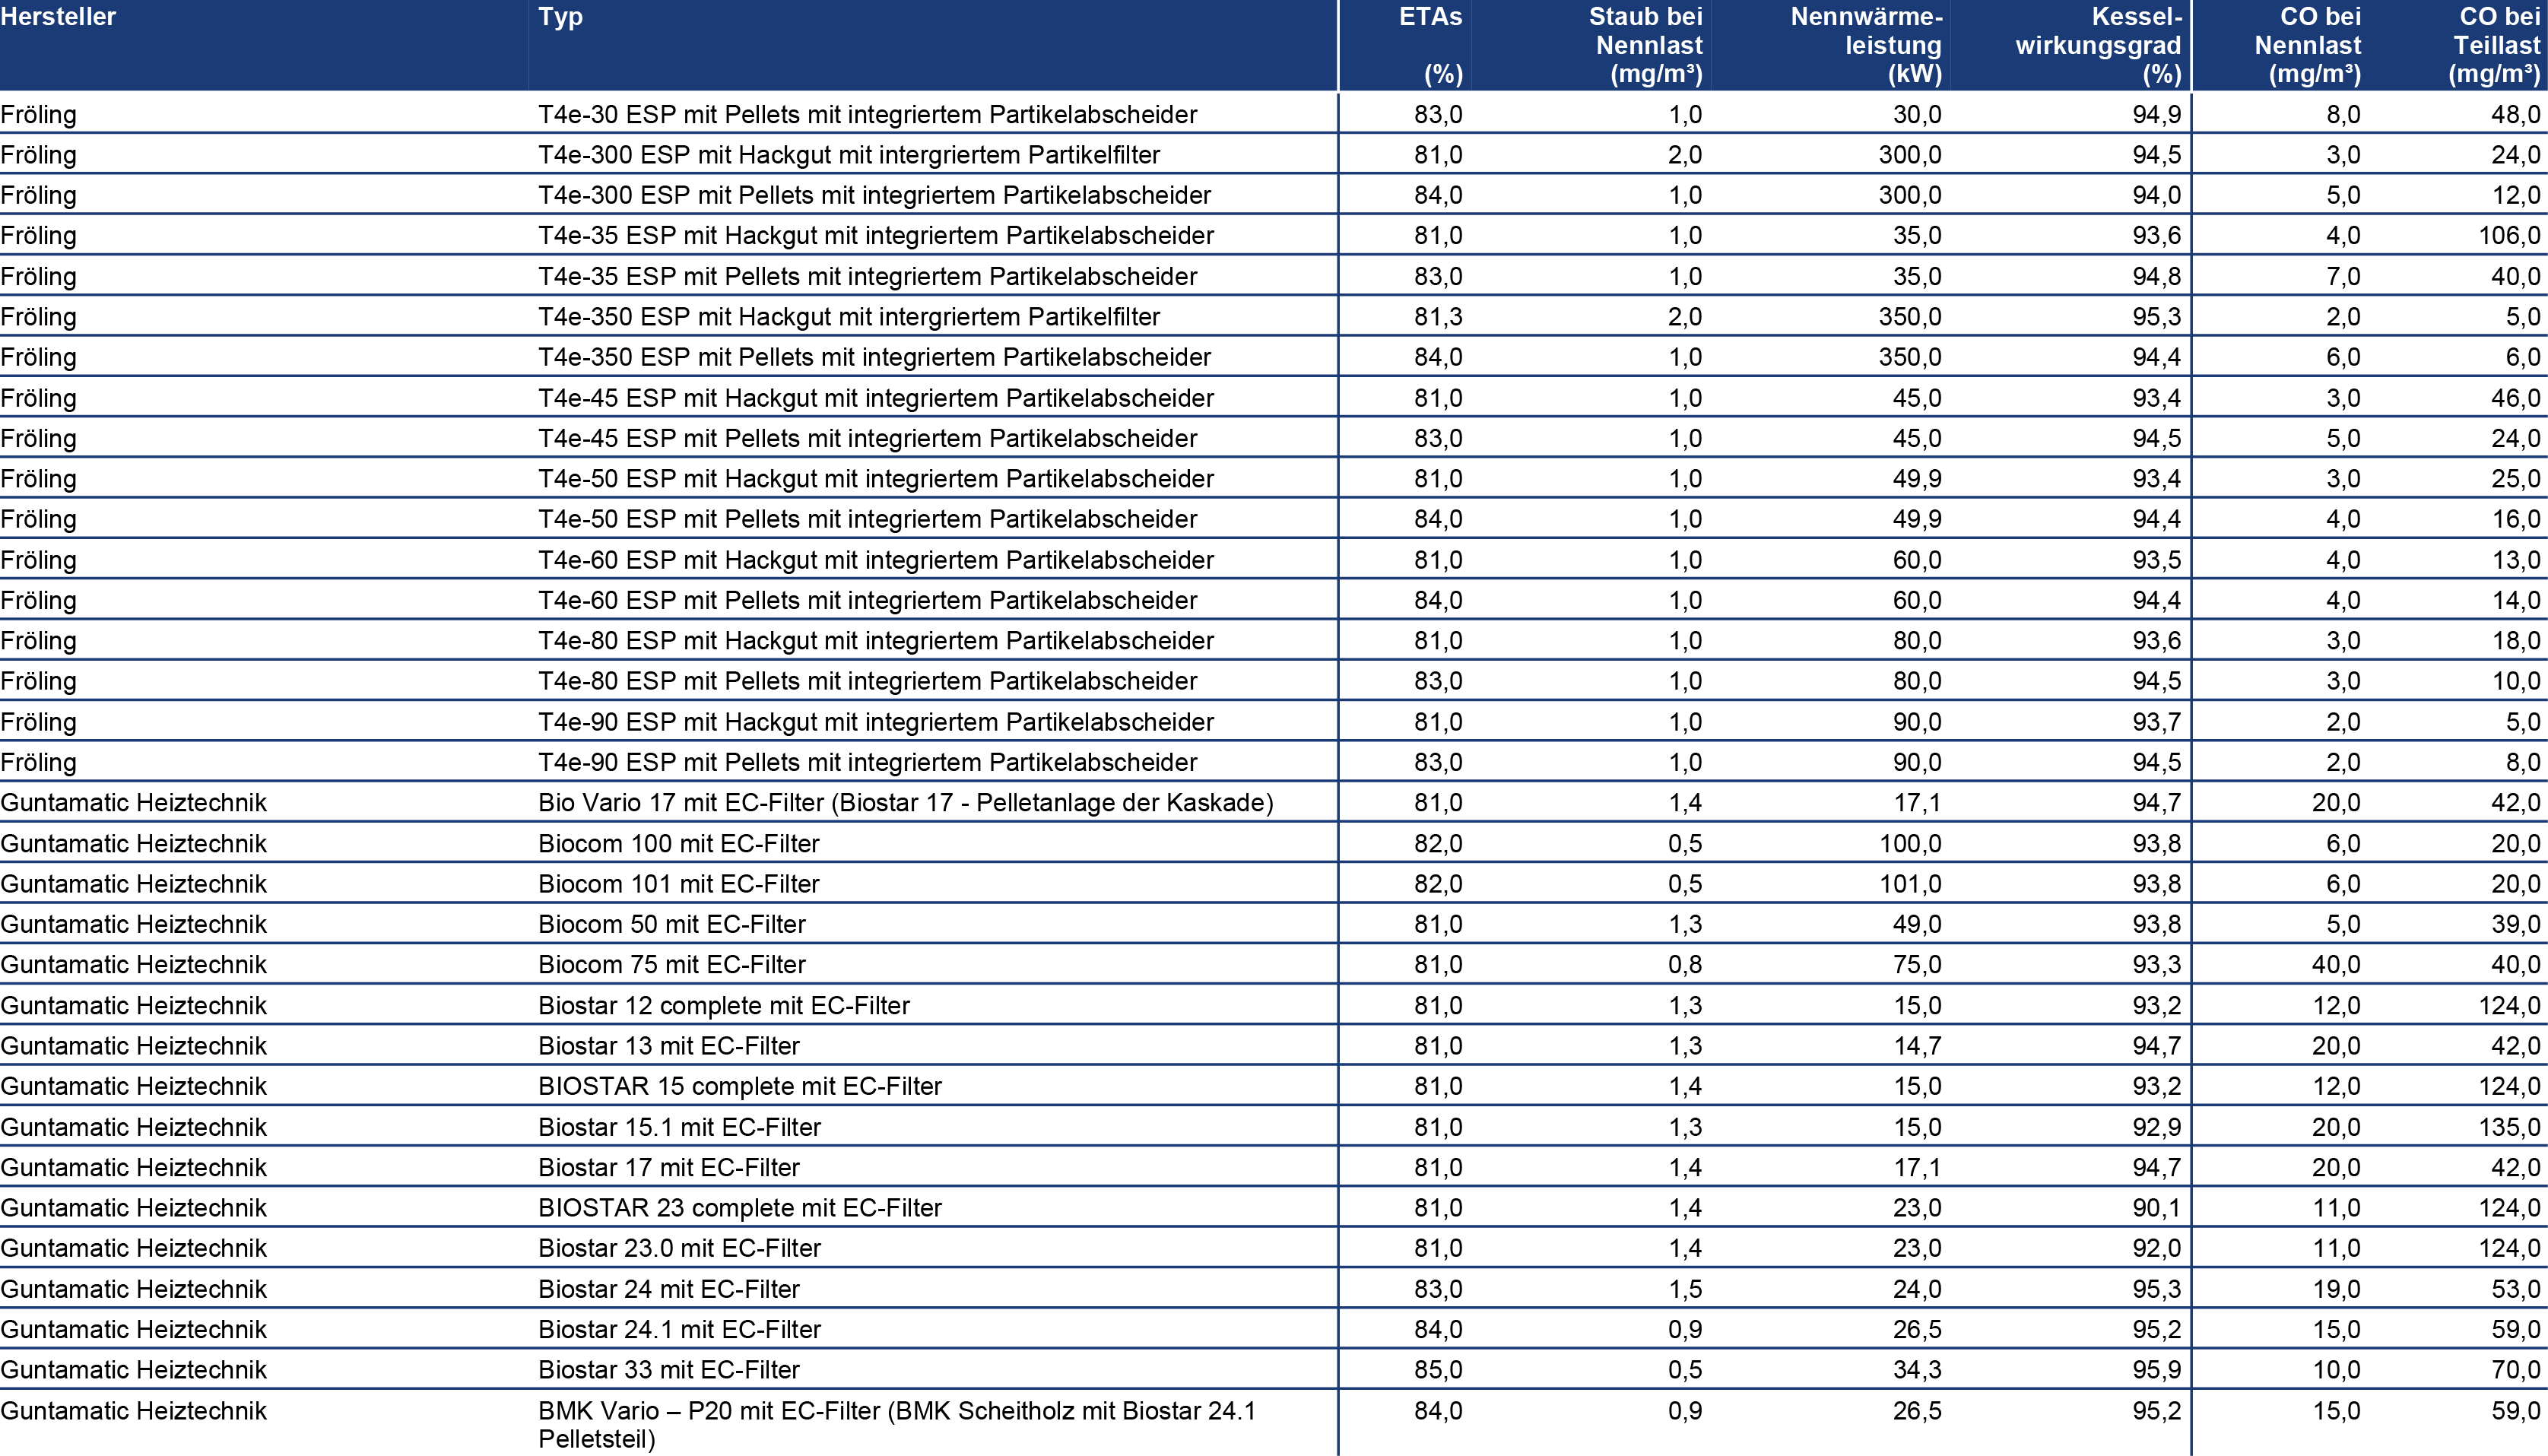 Hersteller Typ ETAs (%) Staub bei Nennlast (mg/m³) Nennwärme-leistung (kW) Kessel-wirkungsgrad (%) CO bei Nennlast (mg/m³) CO bei Teillast (mg/m³)
Fröling T4e-30 ESP mit Pellets mit integriertem Partikelabscheider 83,0 1,0 30,0 94,9 8,0 48,0
Fröling T4e-300 ESP mit Hackgut mit intergriertem Partikelfilter 81,0 2,0 300,0 94,5 3,0 24,0
Fröling T4e-300 ESP mit Pellets mit integriertem Partikelabscheider 84,0 1,0 300,0 94,0 5,0 12,0
Fröling T4e-35 ESP mit Hackgut mit integriertem Partikelabscheider 81,0 1,0 35,0 93,6 4,0 106,0
Fröling T4e-35 ESP mit Pellets mit integriertem Partikelabscheider 83,0 1,0 35,0 94,8 7,0 40,0
Fröling T4e-350 ESP mit Hackgut mit intergriertem Partikelfilter 81,3 2,0 350,0 95,3 2,0 5,0
Fröling T4e-350 ESP mit Pellets mit integriertem Partikelabscheider 84,0 1,0 350,0 94,4 6,0 6,0
Fröling T4e-45 ESP mit Hackgut mit integriertem Partikelabscheider 81,0 1,0 45,0 93,4 3,0 46,0
Fröling T4e-45 ESP mit Pellets mit integriertem Partikelabscheider 83,0 1,0 45,0 94,5 5,0 24,0
Fröling T4e-50 ESP mit Hackgut mit integriertem Partikelabscheider 81,0 1,0 49,9 93,4 3,0 25,0
Fröling T4e-50 ESP mit Pellets mit integriertem Partikelabscheider 84,0 1,0 49,9 94,4 4,0 16,0
Fröling T4e-60 ESP mit Hackgut mit integriertem Partikelabscheider 81,0 1,0 60,0 93,5 4,0 13,0
Fröling T4e-60 ESP mit Pellets mit integriertem Partikelabscheider 84,0 1,0 60,0 94,4 4,0 14,0
Fröling T4e-80 ESP mit Hackgut mit integriertem Partikelabscheider 81,0 1,0 80,0 93,6 3,0 18,0
Fröling T4e-80 ESP mit Pellets mit integriertem Partikelabscheider 83,0 1,0 80,0 94,5 3,0 10,0
Fröling T4e-90 ESP mit Hackgut mit integriertem Partikelabscheider 81,0 1,0 90,0 93,7 2,0 5,0
Fröling T4e-90 ESP mit Pellets mit integriertem Partikelabscheider 83,0 1,0 90,0 94,5 2,0 8,0
Guntamatic Heiztechnik Bio Vario 17 mit EC-Filter (Biostar 17 - Pelletanlage der Kaskade) 81,0 1,4 17,1 94,7 20,0 42,0
Guntamatic Heiztechnik Biocom 100 mit EC-Filter 82,0 0,5 100,0 93,8 6,0 20,0
Guntamatic Heiztechnik Biocom 101 mit EC-Filter 82,0 0,5 101,0 93,8 6,0 20,0
Guntamatic Heiztechnik Biocom 50 mit EC-Filter 81,0 1,3 49,0 93,8 5,0 39,0
Guntamatic Heiztechnik Biocom 75 mit EC-Filter 81,0 0,8 75,0 93,3 40,0 40,0
Guntamatic Heiztechnik Biostar 12 complete mit EC-Filter 81,0 1,3 15,0 93,2 12,0 124,0
Guntamatic Heiztechnik Biostar 13 mit EC-Filter 81,0 1,3 14,7 94,7 20,0 42,0
Guntamatic Heiztechnik BIOSTAR 15 complete mit EC-Filter 81,0 1,4 15,0 93,2 12,0 124,0
Guntamatic Heiztechnik Biostar 15.1 mit EC-Filter 81,0 1,3 15,0 92,9 20,0 135,0
Guntamatic Heiztechnik Biostar 17 mit EC-Filter 81,0 1,4 17,1 94,7 20,0 42,0
Guntamatic Heiztechnik BIOSTAR 23 complete mit EC-Filter 81,0 1,4 23,0 90,1 11,0 124,0
Guntamatic Heiztechnik Biostar 23.0 mit EC-Filter 81,0 1,4 23,0 92,0 11,0 124,0
Guntamatic Heiztechnik Biostar 24 mit EC-Filter 83,0 1,5 24,0 95,3 19,0 53,0
Guntamatic Heiztechnik Biostar 24.1 mit EC-Filter 84,0 0,9 26,5 95,2 15,0 59,0
Guntamatic Heiztechnik Biostar 33 mit EC-Filter 85,0 0,5 34,3 95,9 10,0 70,0
Guntamatic Heiztechnik BMK Vario – P20 mit EC-Filter (BMK Scheitholz mit Biostar 24.1 84,0 0,9 26,5 95,2 15,0 59,0
Pelletsteil)